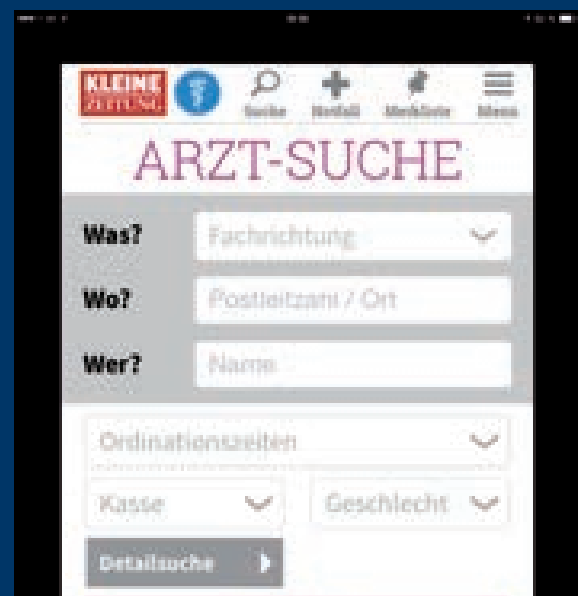 KLEINE
ZEITUNG
Suche Notfall Merkliste Menü
ARZT-SUCHE
Was? Fachrichtung
Wo? Postleitzahl / Ort
Wer? Name
Ordinationszeiten
Kasse Geschlecht
Detailsuche